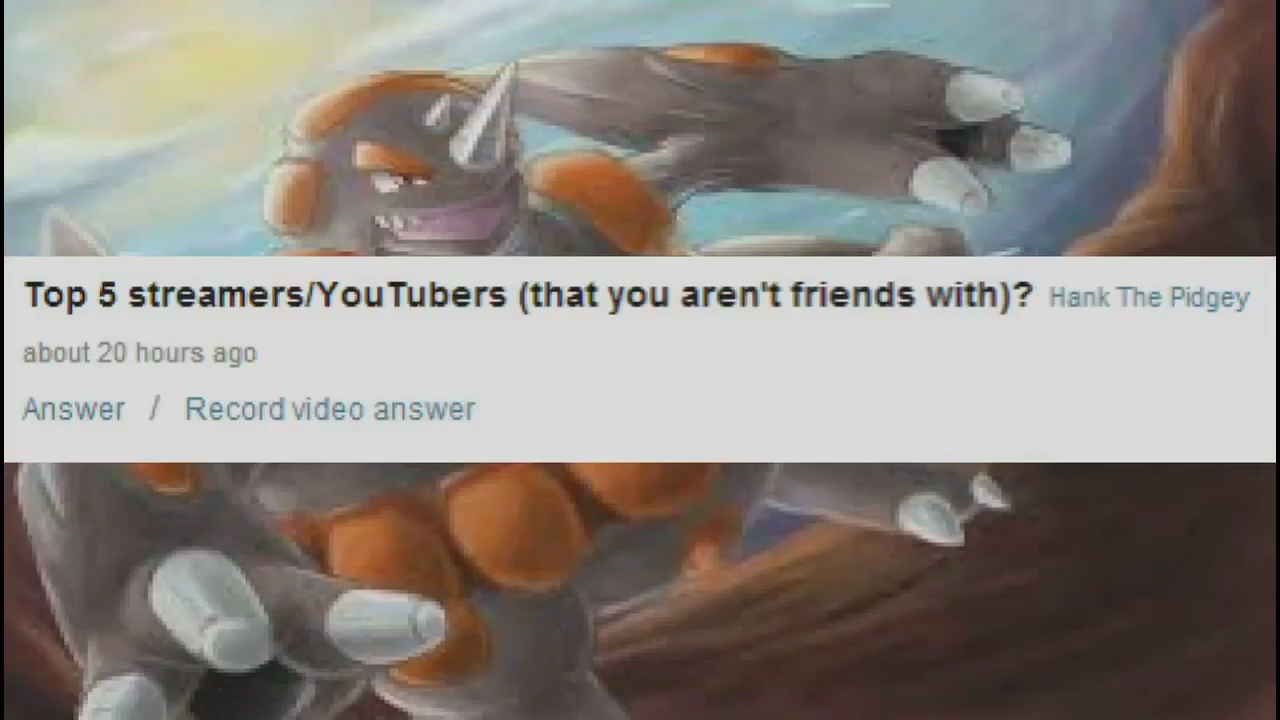 Top 5 streamers/YouTubers (that you aren't friends with)? Hank The Pidgey
about 20 hours ago
Answer / Record video answer